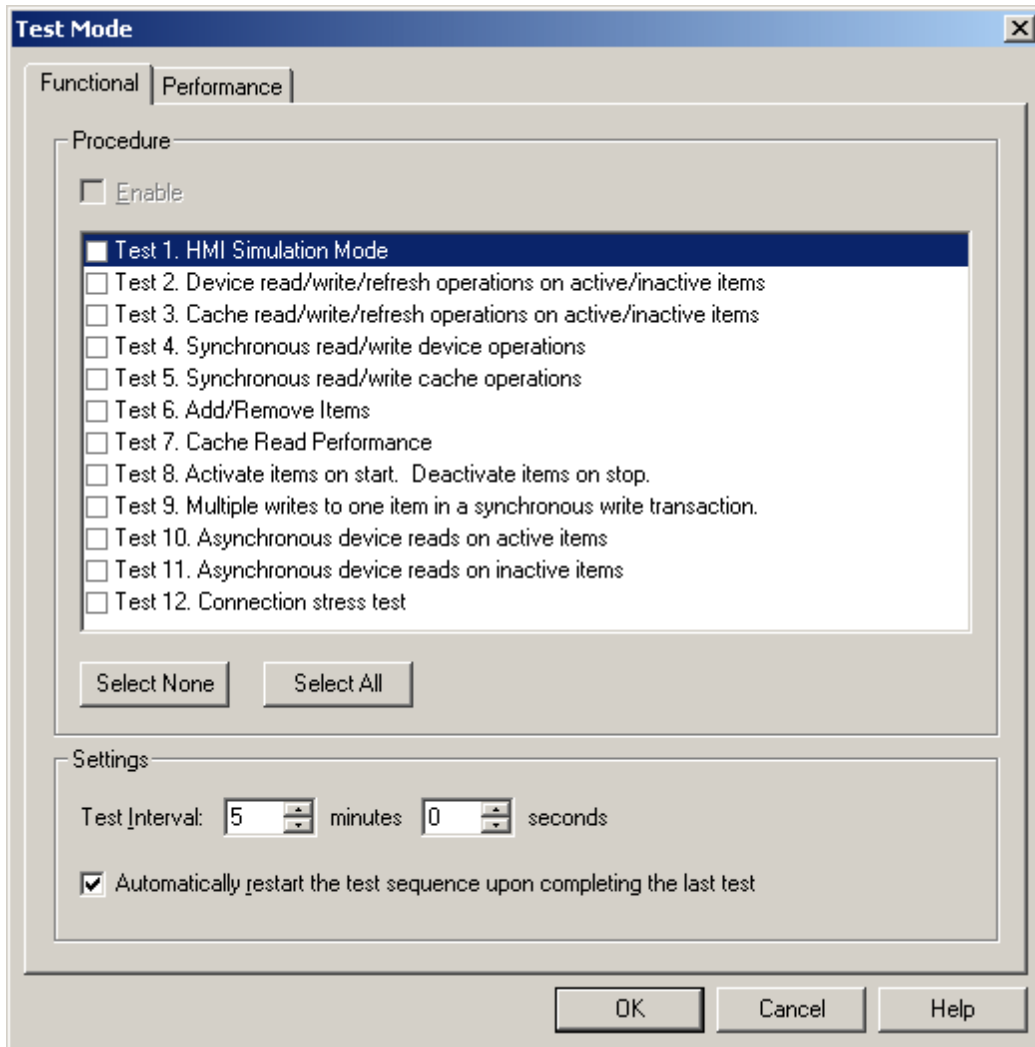 Test Mode
Functional Performance
Procedure
Enable
Test 1. HMI Simulation Mode
Test 2. Device read/write/refresh operations on active/inactive items
Test 3. Cache read/write/refresh operations on active/inactive items
Test 4. Synchronous read/write device operations
Test 5. Synchronous read/write cache operations
Test 6. Add/Remove Items
Test 7. Cache Read Performance
Test 8. Activate items on start.  Deactivate items on stop.
Test 9. Multiple writes to one item in a synchronous write transaction.
Test 10. Asynchronous device reads on active items
Test 11. Asynchronous device reads on inactive items
Test 12. Connection stress test
Select None Select All
Settings
Test Interval: 5 minutes 0 seconds
Automatically restart the test sequence upon completing the last test
OK Cancel Help